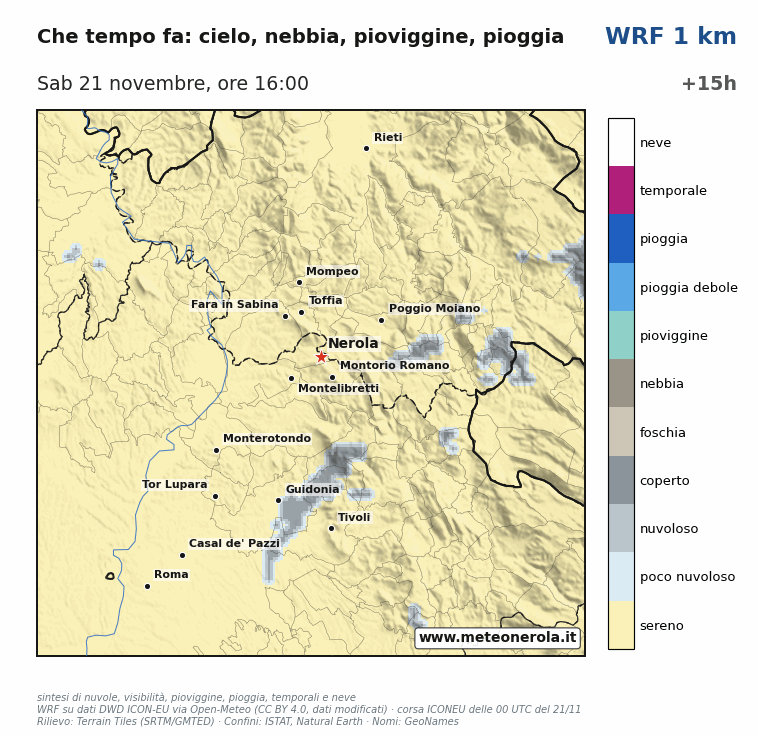 Che tempo fa: cielo, nebbia, pioviggine, pioggia
WRF 1 km
Sab 21 novembre, ore 16:00
+15h
Rieti
Mompeo
Fara in Sabina
Toffia
Poggio Moiano
Nerola
Montorio Romano
Montelibretti
Monterotondo
Tor Lupara
Guidonia
Tivoli
Casal de' Pazzi
Roma
www.meteonerola.it
neve
temporale
pioggia
pioggia debole
pioviggine
nebbia
foschia
coperto
nuvoloso
poco nuvoloso
sereno
sintesi di nuvole, visibilità, pioviggine, pioggia, temporali e neve
WRF su dati DWD ICON-EU via Open-Meteo (CC BY 4.0, dati modificati) · corsa ICONEU delle 00 UTC del 21/11
Rilievo: Terrain Tiles (SRTM/GMTED) · Confini: ISTAT, Natural Earth · Nomi: GeoNames